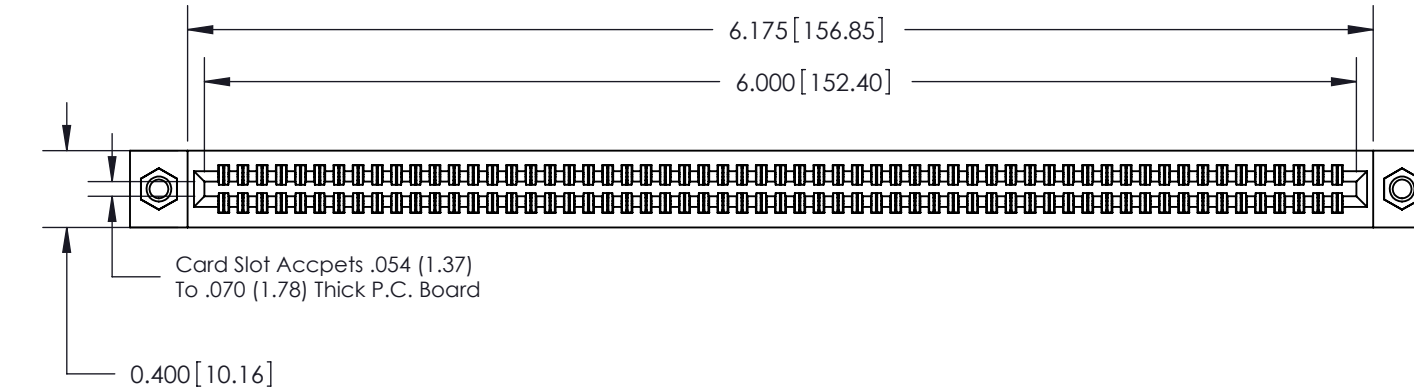 6.175[156.85]
6.000[152.40]
Card Slot Accpets .054 (1.37)
To .070 (1.78) Thick P.C. Board
0.400[10.16]